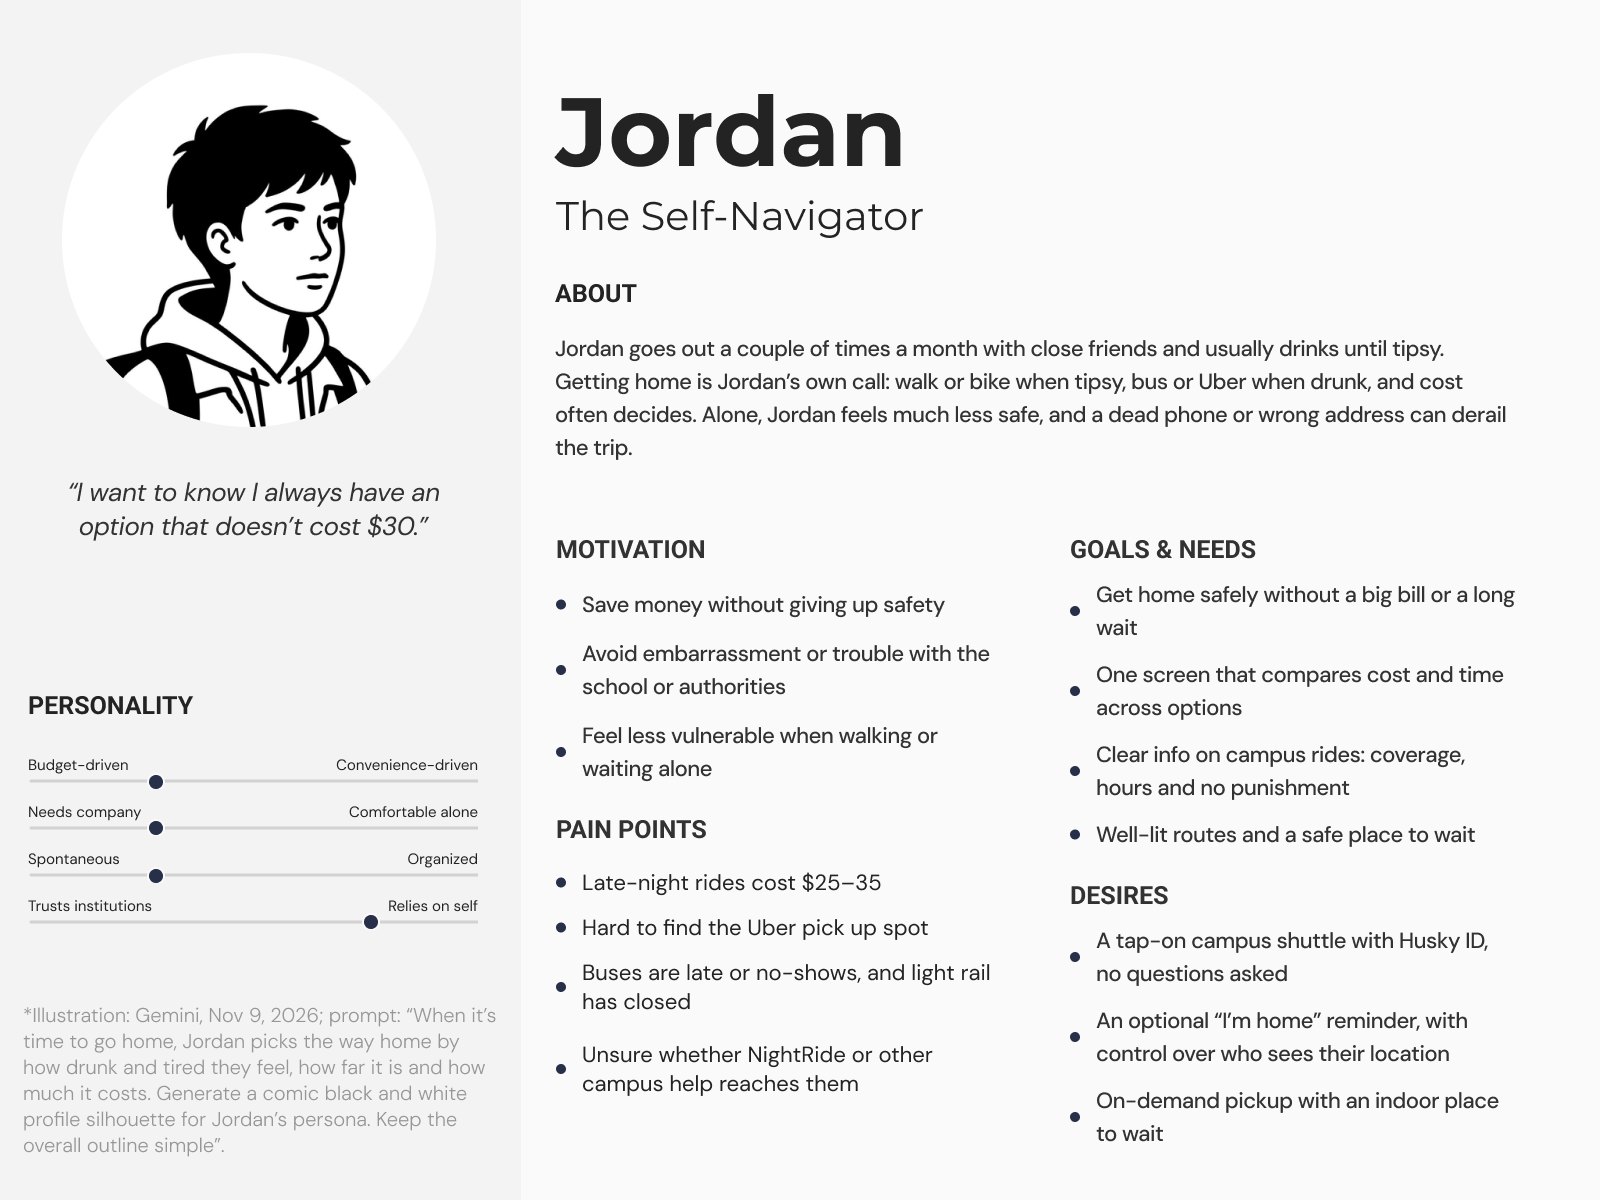 Jordan
The Self-Navigator
ABOUT
Jordan goes out a couple of times a month with close friends and usually drinks until tipsy.
Getting home is Jordan’s own call: walk or bike when tipsy, bus or Uber when drunk, and cost
often decides. Alone, Jordan feels much less safe, and a dead phone or wrong address can derail
the trip.
“I want to know I always have an
option that doesn’t cost $30.”
PERSONALITY
Budget-driven Convenience-driven
Needs company Comfortable alone
Spontaneous Organized
Trusts institutions Relies on self
*Illustration: Gemini, Nov 9, 2026; prompt: “When it’s
time to go home, Jordan picks the way home by
how drunk and tired they feel, how far it is and how
much it costs. Generate a comic black and white
profile silhouette for Jordan’s persona. Keep the
overall outline simple”.
MOTIVATION
Save money without giving up safety
Avoid embarrassment or trouble with the
school or authorities
Feel less vulnerable when walking or
waiting alone
PAIN POINTS
Late-night rides cost $25–35
Hard to find the Uber pick up spot
Buses are late or no-shows, and light rail
has closed
Unsure whether NightRide or other
campus help reaches them
GOALS & NEEDS
Get home safely without a big bill or a long
wait
One screen that compares cost and time
across options
Clear info on campus rides: coverage,
hours and no punishment
Well-lit routes and a safe place to wait
DESIRES
A tap-on campus shuttle with Husky ID,
no questions asked
An optional “I’m home” reminder, with
control over who sees their location
On-demand pickup with an indoor place
to wait